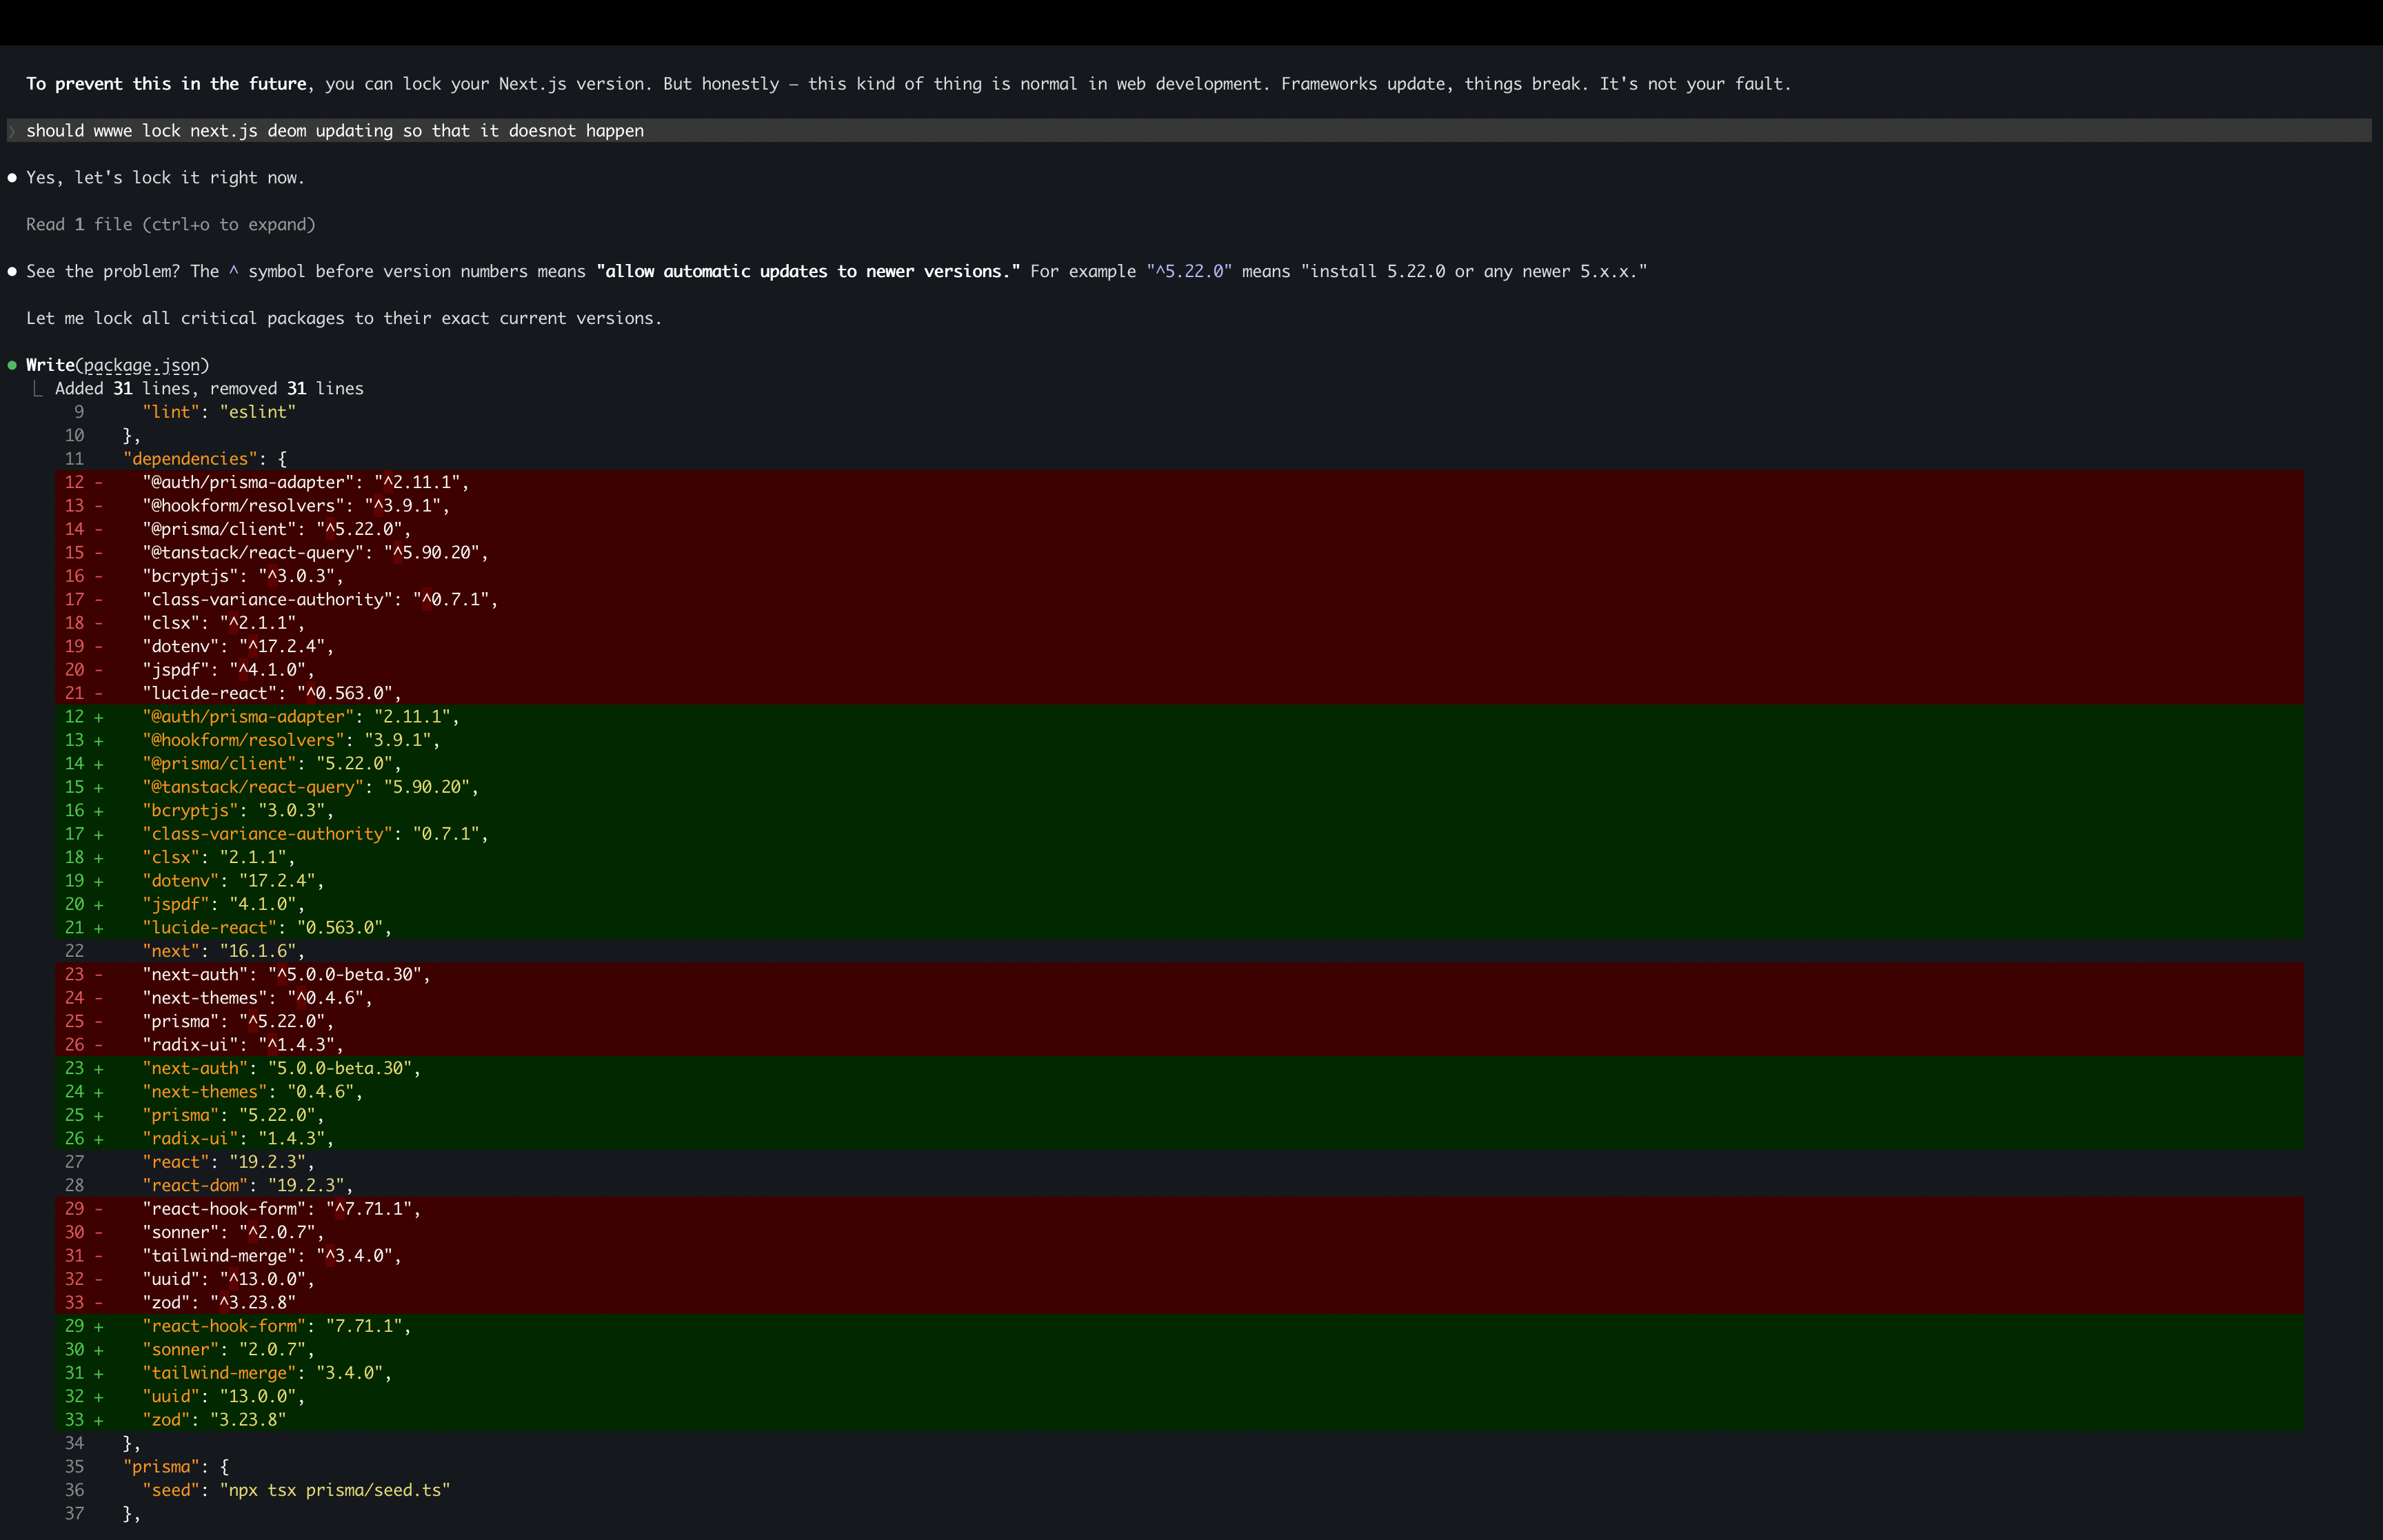 To prevent this in the future, you can lock your Next.js version. But honestly — this kind of thing is normal in web development. Frameworks update, things break. It's not your fault.
❯ should wwwe lock next.js deom updating so that it doesnot happen
● Yes, let's lock it right now.
Read 1 file (ctrl+o to expand)
● See the problem? The ^ symbol before version numbers means "allow automatic updates to newer versions." For example "^5.22.0" means "install 5.22.0 or any newer 5.x.x."
Let me lock all critical packages to their exact current versions.
● Write(package.json)
⎿ Added 31 lines, removed 31 lines
9 "lint": "eslint"
10 },
11 "dependencies": {
12 - "@auth/prisma-adapter": "^2.11.1",
13 - "@hookform/resolvers": "^3.9.1",
14 - "@prisma/client": "^5.22.0",
15 - "@tanstack/react-query": "^5.90.20",
16 - "bcryptjs": "^3.0.3",
17 - "class-variance-authority": "^0.7.1",
18 - "clsx": "^2.1.1",
19 - "dotenv": "^17.2.4",
20 - "jspdf": "^4.1.0",
21 - "lucide-react": "^0.563.0",
12 + "@auth/prisma-adapter": "2.11.1",
13 + "@hookform/resolvers": "3.9.1",
14 + "@prisma/client": "5.22.0",
15 + "@tanstack/react-query": "5.90.20",
16 + "bcryptjs": "3.0.3",
17 + "class-variance-authority": "0.7.1",
18 + "clsx": "2.1.1",
19 + "dotenv": "17.2.4",
20 + "jspdf": "4.1.0",
21 + "lucide-react": "0.563.0",
22 "next": "16.1.6",
23 - "next-auth": "^5.0.0-beta.30",
24 - "next-themes": "^0.4.6",
25 - "prisma": "^5.22.0",
26 - "radix-ui": "^1.4.3",
23 + "next-auth": "5.0.0-beta.30",
24 + "next-themes": "0.4.6",
25 + "prisma": "5.22.0",
26 + "radix-ui": "1.4.3",
27 "react": "19.2.3",
28 "react-dom": "19.2.3",
29 - "react-hook-form": "^7.71.1",
30 - "sonner": "^2.0.7",
31 - "tailwind-merge": "^3.4.0",
32 - "uuid": "^13.0.0",
33 - "zod": "^3.23.8"
29 + "react-hook-form": "7.71.1",
30 + "sonner": "2.0.7",
31 + "tailwind-merge": "3.4.0",
32 + "uuid": "13.0.0",
33 + "zod": "3.23.8"
34 },
35 "prisma": {
36 "seed": "npx tsx prisma/seed.ts"
37 },